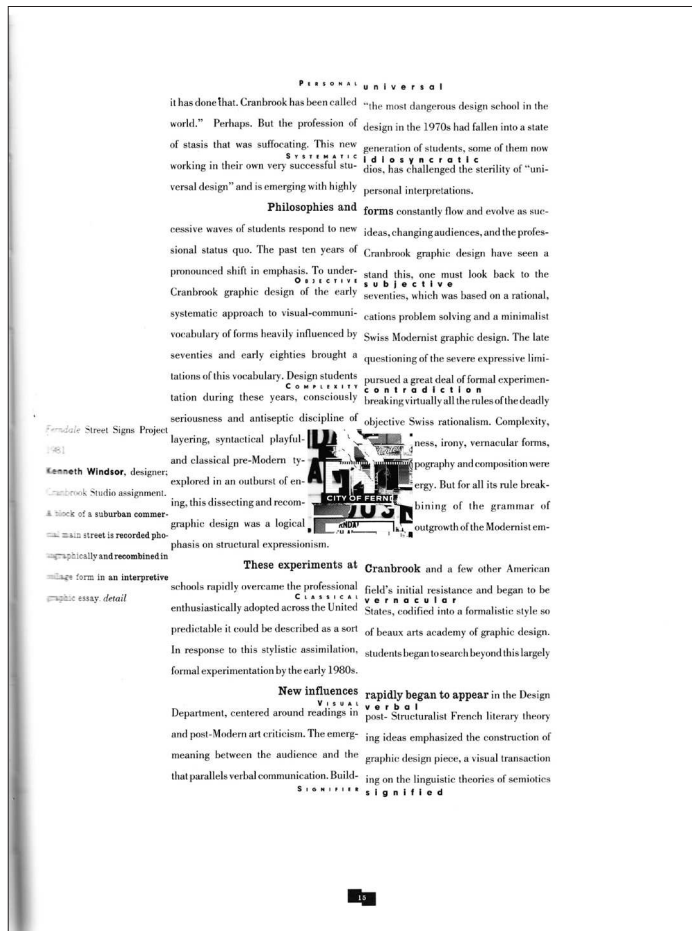 PERSONAL universal
it has done that. Cranbrook has been called "the most dangerous design school in the
world." Perhaps. But the profession of design in the 1970s had fallen into a state
of stasis that was suffocating. This new generation of students, some of them now
SYSTEMATIC idiosyncratic
working in their own very successful stu- dios, has challenged the sterility of "uni-
versal design" and is emerging with highly personal interpretations.
Philosophies and forms constantly flow and evolve as suc-
cessive waves of students respond to new ideas, changing audiences, and the profes-
sional status quo. The past ten years of Cranbrook graphic design have seen a
pronounced shift in emphasis. To under- stand this, one must look back to the
OBJECTIVE subjective
Cranbrook graphic design of the early seventies, which was based on a rational,
systematic approach to visual-communi- cations problem solving and a minimalist
vocabulary of forms heavily influenced by Swiss Modernist graphic design. The late
seventies and early eighties brought a questioning of the severe expressive limi-
tations of this vocabulary. Design students pursued a great deal of formal experimen-
COMPLEXITY contradiction
tation during these years, consciously breaking virtually all the rules of the deadly
seriousness and antiseptic discipline of objective Swiss rationalism. Complexity,
layering, syntactical playful- ness, irony, vernacular forms,
and classical pre-Modern ty- pography and composition were
explored in an outburst of en- ergy. But for all its rule break-
ing, this dissecting and recom- bining of the grammar of
graphic design was a logical outgrowth of the Modernist em-
phasis on structural expressionism.
CITY OF FERND
RNDAY
Ferndale Street Signs Project
1981
Kenneth Windsor, designer;
Cranbrook Studio assignment.
A block of a suburban commer-
cial main street is recorded pho-
tographically and recombined in
collage form in an interpretive
graphic essay. detail
These experiments at Cranbrook and a few other American
schools rapidly overcame the professional field's initial resistance and began to be
CLASSICAL vernacular
enthusiastically adopted across the United States, codified into a formalistic style so
predictable it could be described as a sort of beaux arts academy of graphic design.
In response to this stylistic assimilation, students began to search beyond this largely
formal experimentation by the early 1980s.
New influences rapidly began to appear in the Design
VISUAL verbal
Department, centered around readings in post- Structuralist French literary theory
and post-Modern art criticism. The emerg- ing ideas emphasized the construction of
meaning between the audience and the graphic design piece, a visual transaction
that parallels verbal communication. Build- ing on the linguistic theories of semiotics
SIGNIFIER signified
15